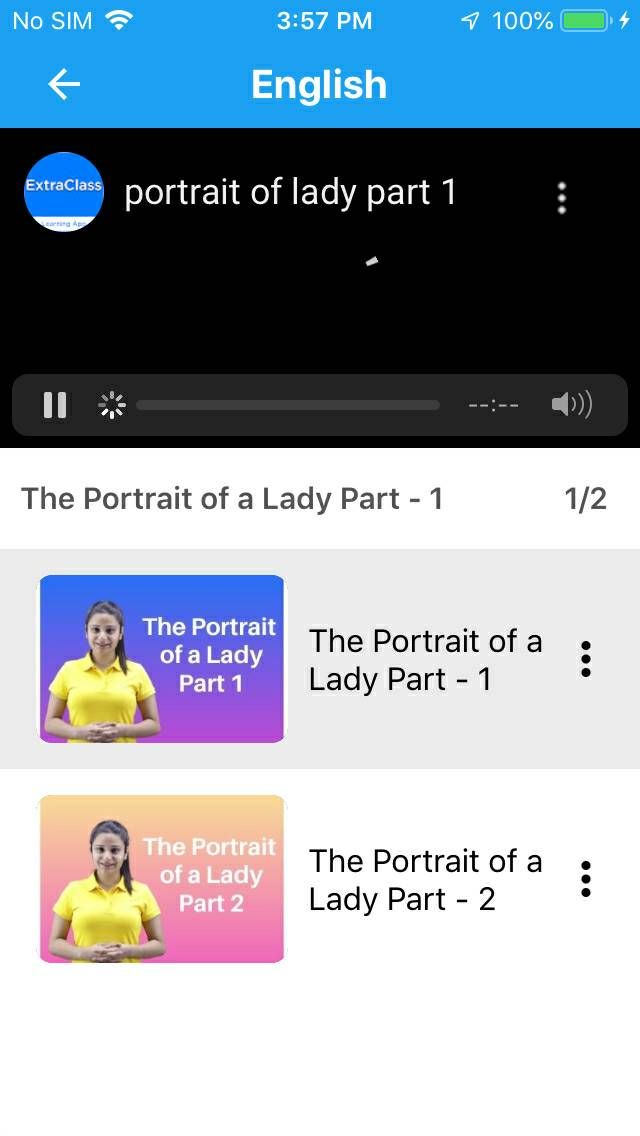 No SIM 3:57 PM 100%
English
ExtraClass
Learning App
portrait of lady part 1
--:--
The Portrait of a Lady Part - 1 1/2
The Portrait
of a Lady
Part 1
The Portrait of a
Lady Part - 1
The Portrait
of a Lady
Part 2
The Portrait of a
Lady Part - 2